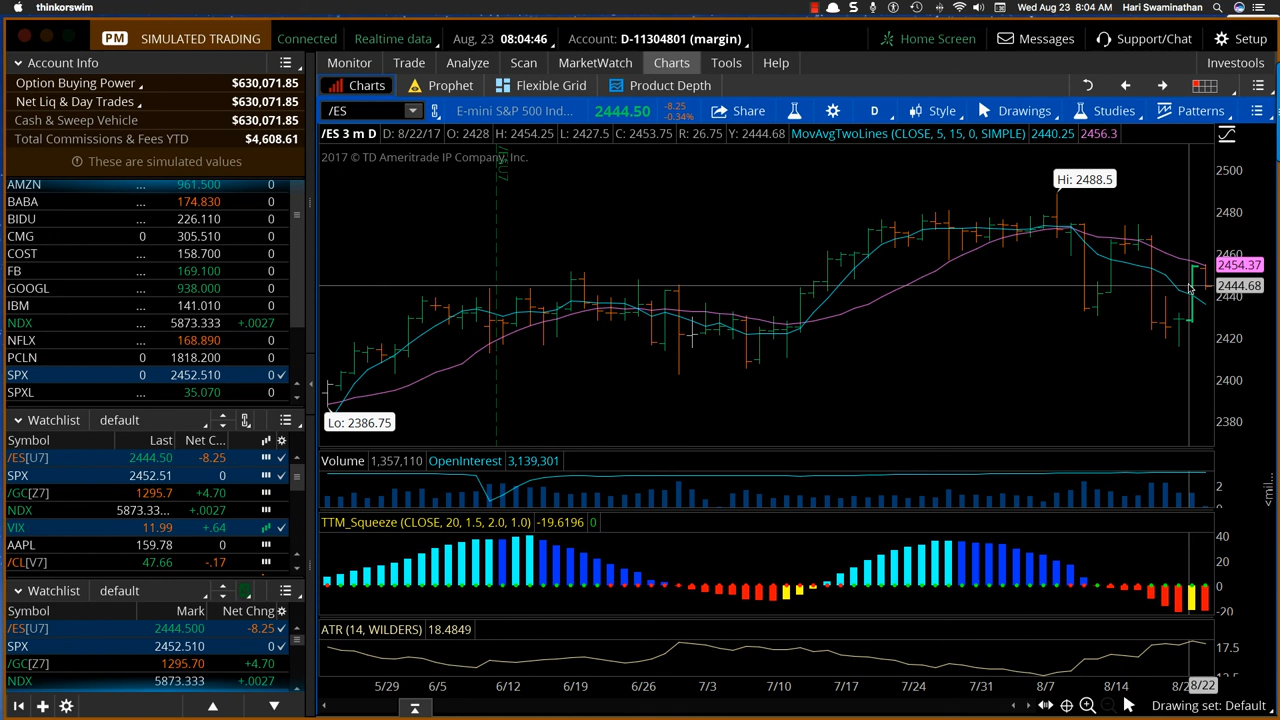 thinkorswim
Wed Aug 23 8:04 AM Hari Swaminathan
PM SIMULATED TRADING Connected Realtime data Aug, 23 08:04:46 Account: D-11304801 (margin) Home Screen Messages Support/Chat Setup
Account Info
Option Buying Power $630,071.85
Net Liq & Day Trades $630,071.85
Cash & Sweep Vehicle $630,071.85
Total Commissions & Fees YTD $4,608.61
These are simulated values
AMZN ... 961.500 0
BABA ... 174.830 0
BIDU ... 226.110 0
CMG 0 305.510 0
COST ... 158.700 0
FB ... 169.100 0
GOOGL ... 938.000 0
IBM ... 141.010 0
NDX ... 5873.333 +.0027
NFLX ... 168.890 0
PCLN 0 1818.200 0
SPX 0 2452.510 0
SPXL ... 35.070 0
Watchlist default
Symbol Last Net C...
/ES[U7] 2444.50 -8.25
SPX 2452.51 0
/GC[Z7] 1295.7 +4.70
NDX 5873.33... +.0027
VIX 11.99 +.64
AAPL 159.78 0
/CL[V7] 47.66 -.17
Watchlist default
Symbol Mark Net Chng
/ES[U7] 2444.500 -8.25
SPX 2452.510 0
/GC[Z7] 1295.70 +4.70
NDX 5873.333 +.0027
Monitor Trade Analyze Scan MarketWatch Charts Tools Help Investools
Charts Prophet Flexible Grid Product Depth
/ES E-mini S&P 500 Ind... 2444.50 -8.25 -0.34% Share D Style Drawings Studies Patterns
/ES 3 m D D: 8/22/17 O: 2428 H: 2454.25 L: 2427.5 C: 2453.75 R: 26.75 Y: 2444.68 MovAvgTwoLines (CLOSE, 5, 15, 0, SIMPLE) 2440.25 2456.3
2017 © TD Ameritrade IP Company, Inc.
/ESU7
Hi: 2488.5
Lo: 2386.75
2500
2480
2460
2454.37
2444.68
2440
2420
2400
2380
Volume 1,357,110 OpenInterest 3,139,301
2
<mil...
TTM_Squeeze (CLOSE, 20, 1.5, 2.0, 1.0) -19.6196 0
40
20
0
-20
ATR (14, WILDERS) 18.4849
17.5
12.5
5/29 6/5 6/12 6/19 6/26 7/3 7/10 7/17 7/24 7/31 8/7 8/14 8/22
Drawing set: Default